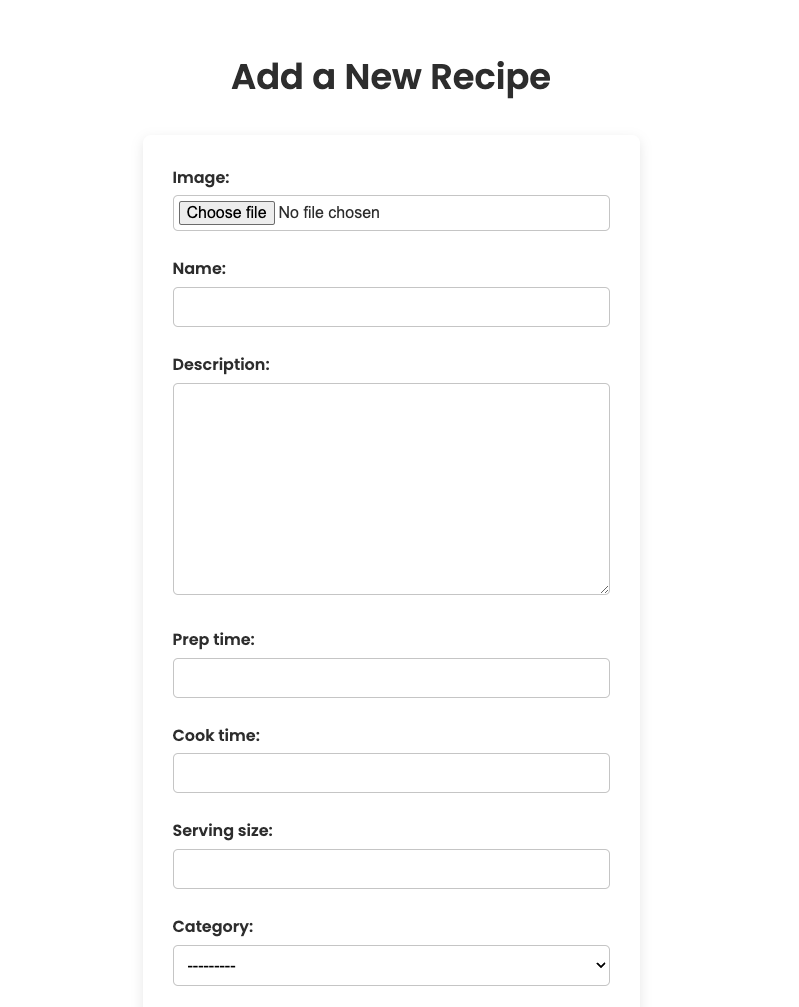 Add a New Recipe
Image:
Choose file No file chosen
Name:
Description:
Prep time:
Cook time:
Serving size:
Category:
---------